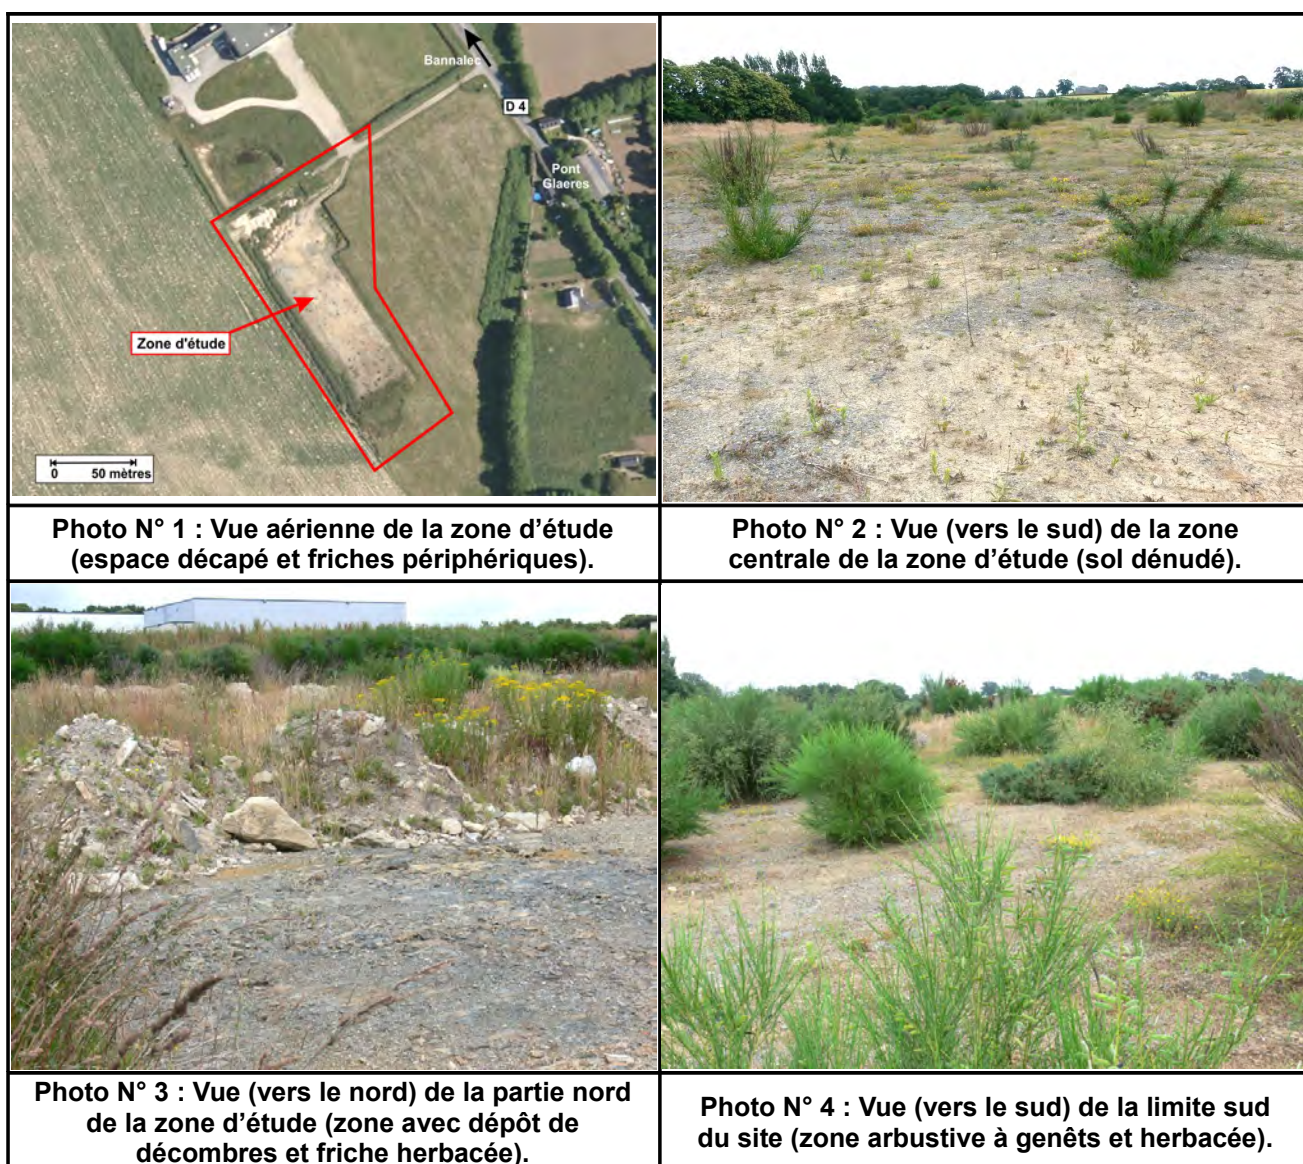 Bannalec
D 4
Pont
Glaeres
Zone d'étude
0 50 mètres
Photo N° 1 : Vue aérienne de la zone d'étude
(espace décapé et friches périphériques).
Photo N° 2 : Vue (vers le sud) de la zone
centrale de la zone d'étude (sol dénudé).
Photo N° 3 : Vue (vers le nord) de la partie nord
de la zone d'étude (zone avec dépôt de
décombres et friche herbacée).
Photo N° 4 : Vue (vers le sud) de la limite sud
du site (zone arbustive à genêts et herbacée).